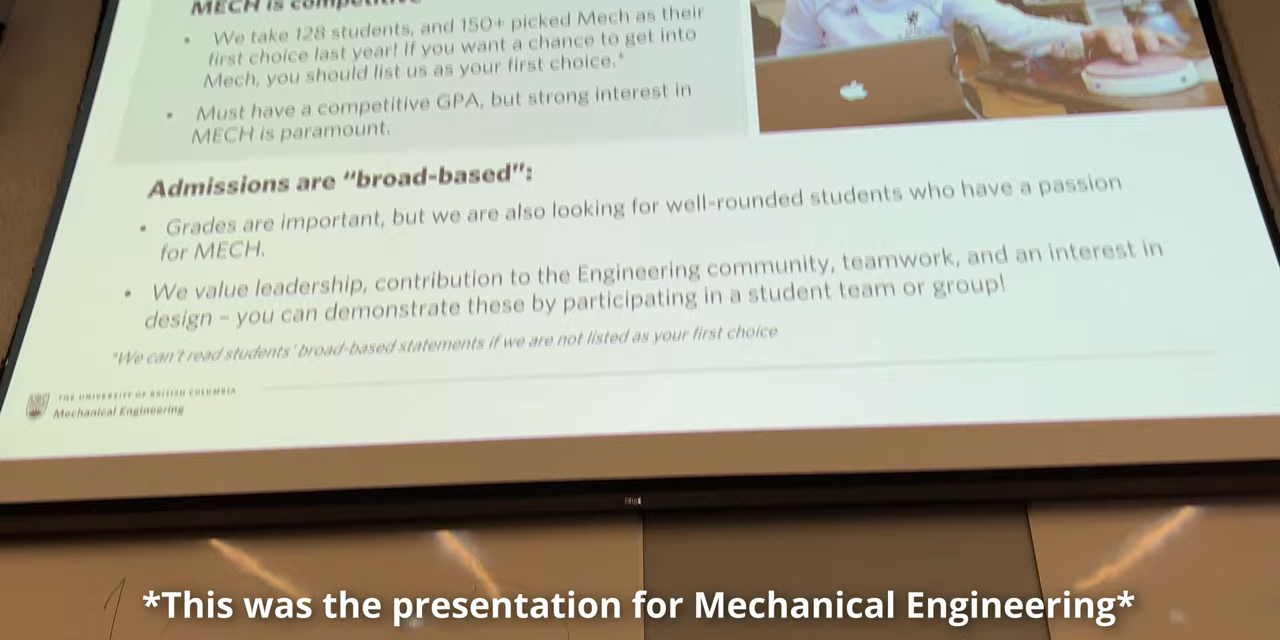 MECH is competitive
• We take 128 students, and 150+ picked Mech as their
first choice last year! If you want a chance to get into
Mech, you should list us as your first choice.*
• Must have a competitive GPA, but strong interest in
MECH is paramount.
Admissions are “broad-based”:
• Grades are important, but we are also looking for well-rounded students who have a passion
for MECH.
• We value leadership, contribution to the Engineering community, teamwork, and an interest in
design – you can demonstrate these by participating in a student team or group!
*We can't read students' broad-based statements if we are not listed as your first choice
THE UNIVERSITY OF BRITISH COLUMBIA
Mechanical Engineering
*This was the presentation for Mechanical Engineering*